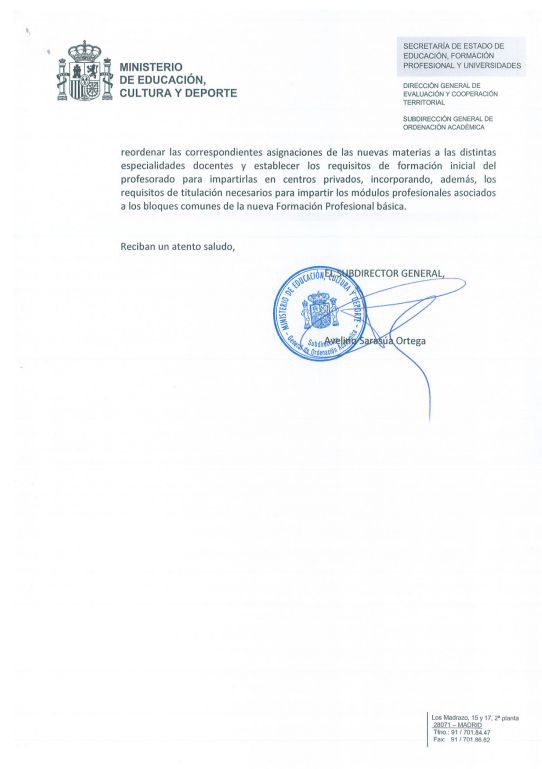 MINISTERIO
DE EDUCACIÓN,
CULTURA Y DEPORTE
SECRETARÍA DE ESTADO DE
EDUCACIÓN, FORMACIÓN
PROFESIONAL Y UNIVERSIDADES
DIRECCIÓN GENERAL DE
EVALUACIÓN Y COOPERACIÓN
TERRITORIAL
SUBDIRECCIÓN GENERAL DE
ORDENACIÓN ACADÉMICA
reordenar las correspondientes asignaciones de las nuevas materias a las distintas
especialidades docentes y establecer los requisitos de formación inicial del
profesorado para impartirlas en centros privados, incorporando, además, los
requisitos de titulación necesarios para impartir los módulos profesionales asociados
a los bloques comunes de la nueva Formación Profesional básica.
Reciban un atento saludo,
EL SUBDIRECTOR GENERAL,
MINISTERIO DE EDUCACIÓN, CULTURA Y DEPORTE
Subdirección
General de Ordenación Académica
Avelino Sarasúa Ortega
Los Madrazo, 15 y 17, 2ª planta
28071 – MADRID
Tfno.: 91 / 701.84.47
Fax: 91 / 701.86.62